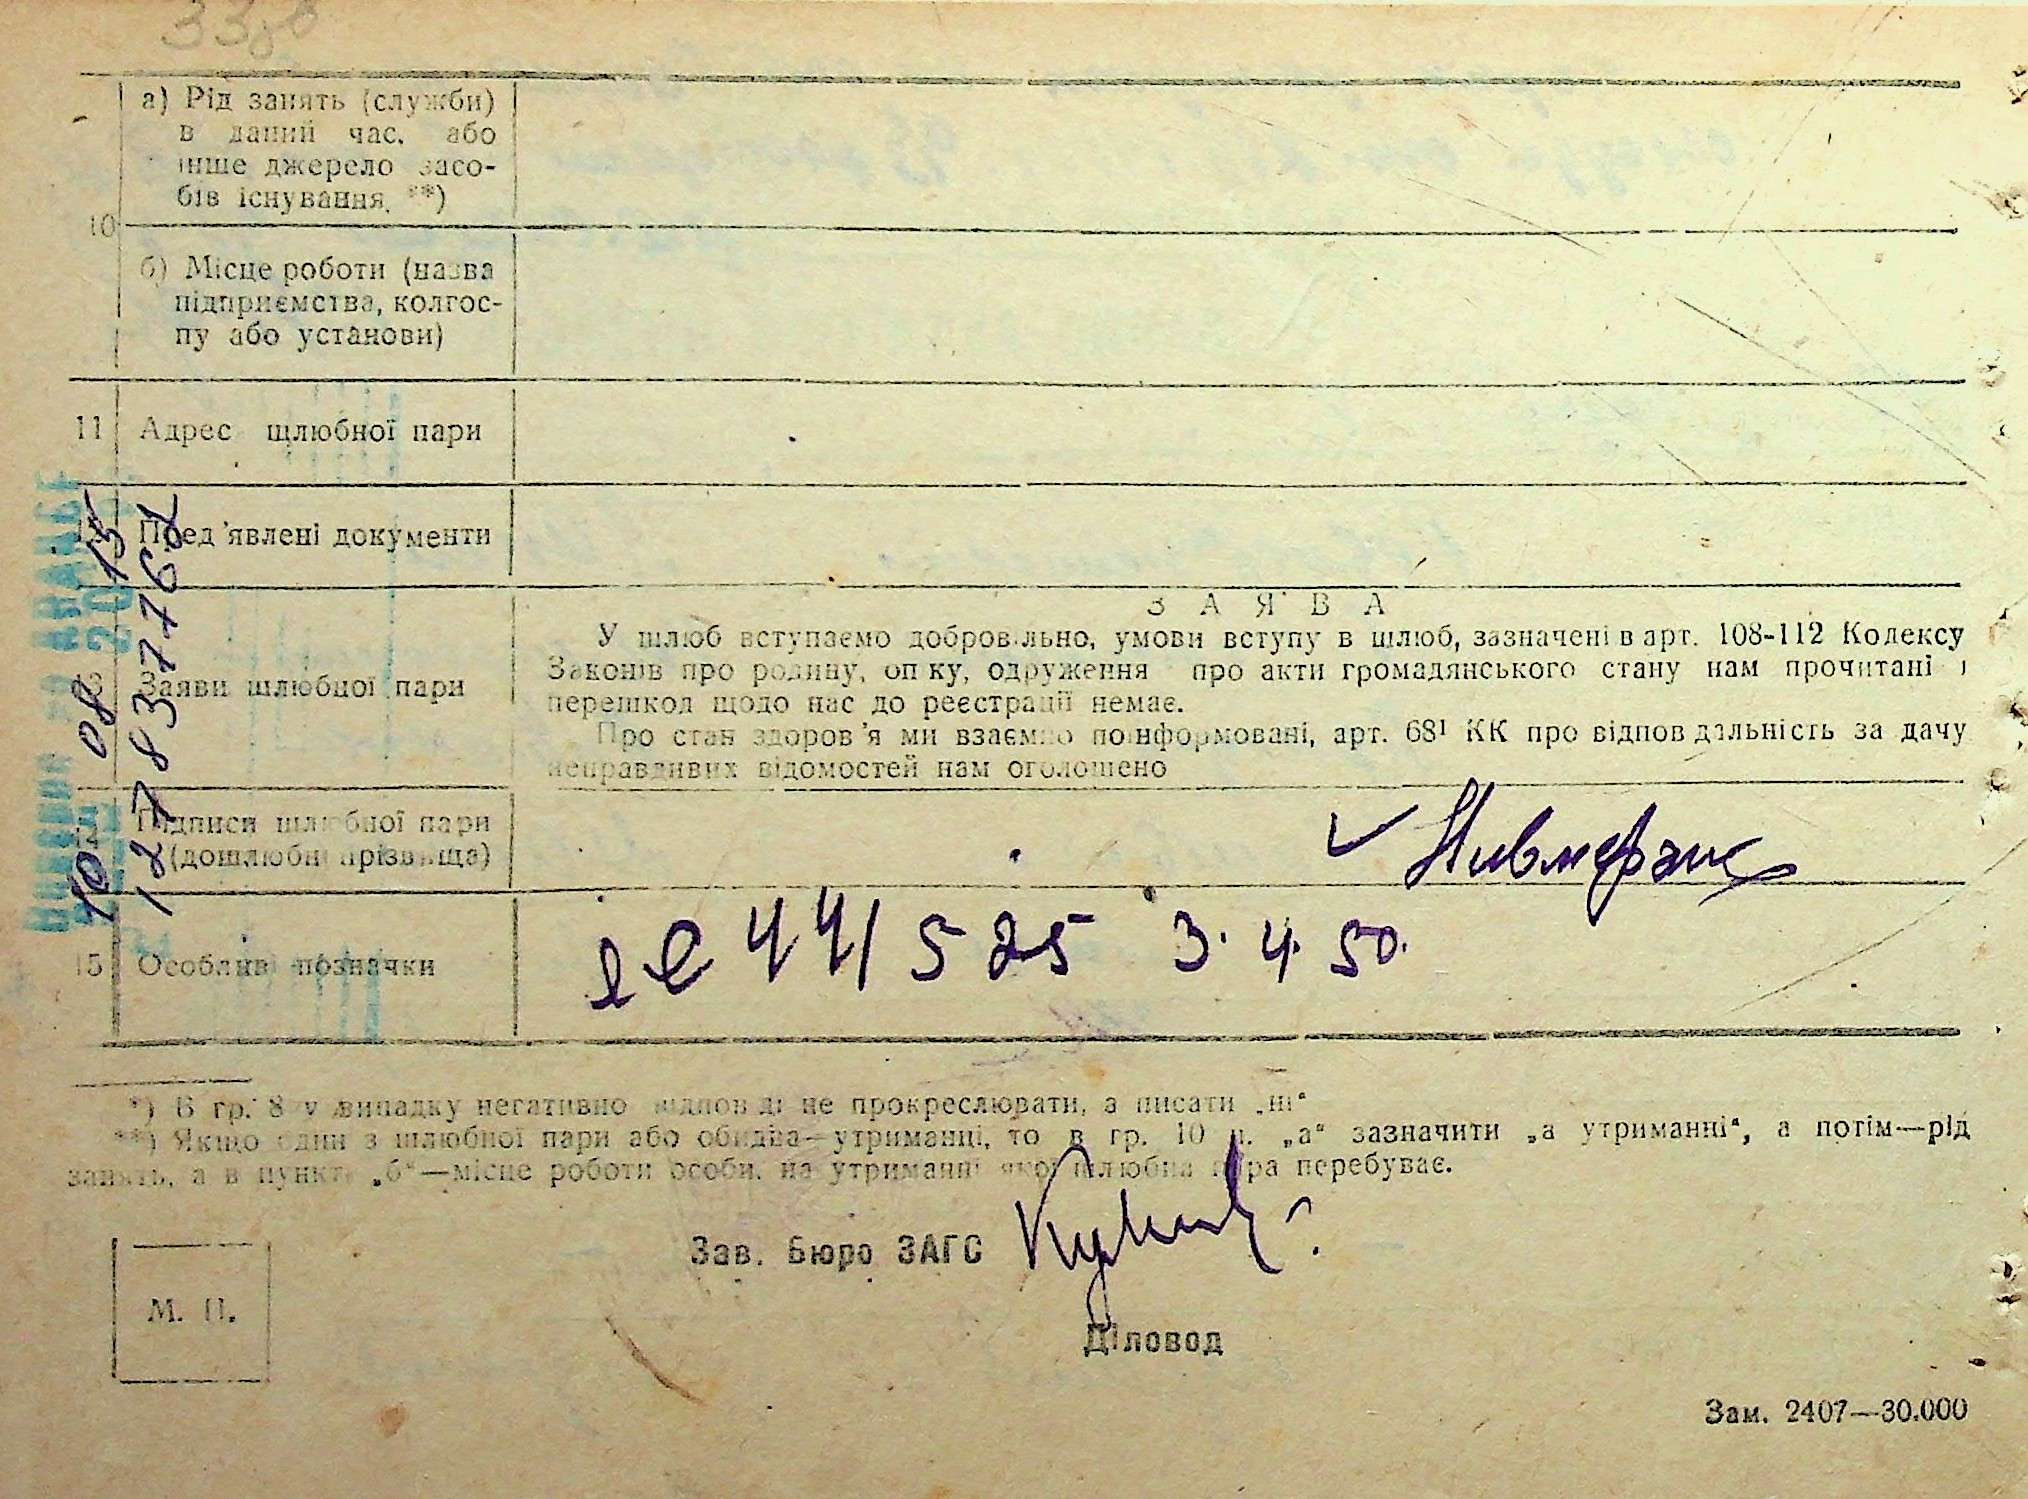 а) Рід занять (служби)
в даний час, або
інше джерело засо-
бів існування. **)
10
б) Місце роботи (назва
підприємства, колгос-
пу або установи)
11 Адрес шлюбної пари
Пред'явлені документи
З А Я В А
У шлюб вступаємо добровільно, умови вступу в шлюб, зазначені в арт. 108-112 Кодексу
Законів про родину, опіку, одруження про акти громадянського стану нам прочитані і
перешкод щодо нас до реєстрації немає.
13 Заяви шлюбної пари
Про стан здоров'я ми взаємно поінформовані, арт. 68¹ КК про відповідальність за дачу
неправдивих відомостей нам оголошено
Підписи шлюбної пари
(дошлюбні прізвища)
15 Особливі позначки
441525 3. 4. 50.
10 08 15
*) В гр. 8 у випадку негативно відповіді не прокреслювати, а писати „ні“
**) Якщо один з шлюбної пари або обидва—утриманці, то в гр. 10 п. „а“ зазначити „а утриманні“, а потім—рід
занять, а в пункті „б“—місце роботи особи, на утриманні якої шлюбна пара перебуває.
Зав. Бюро ЗАГС
М. П.
Діловод
Зам. 2407—30.000